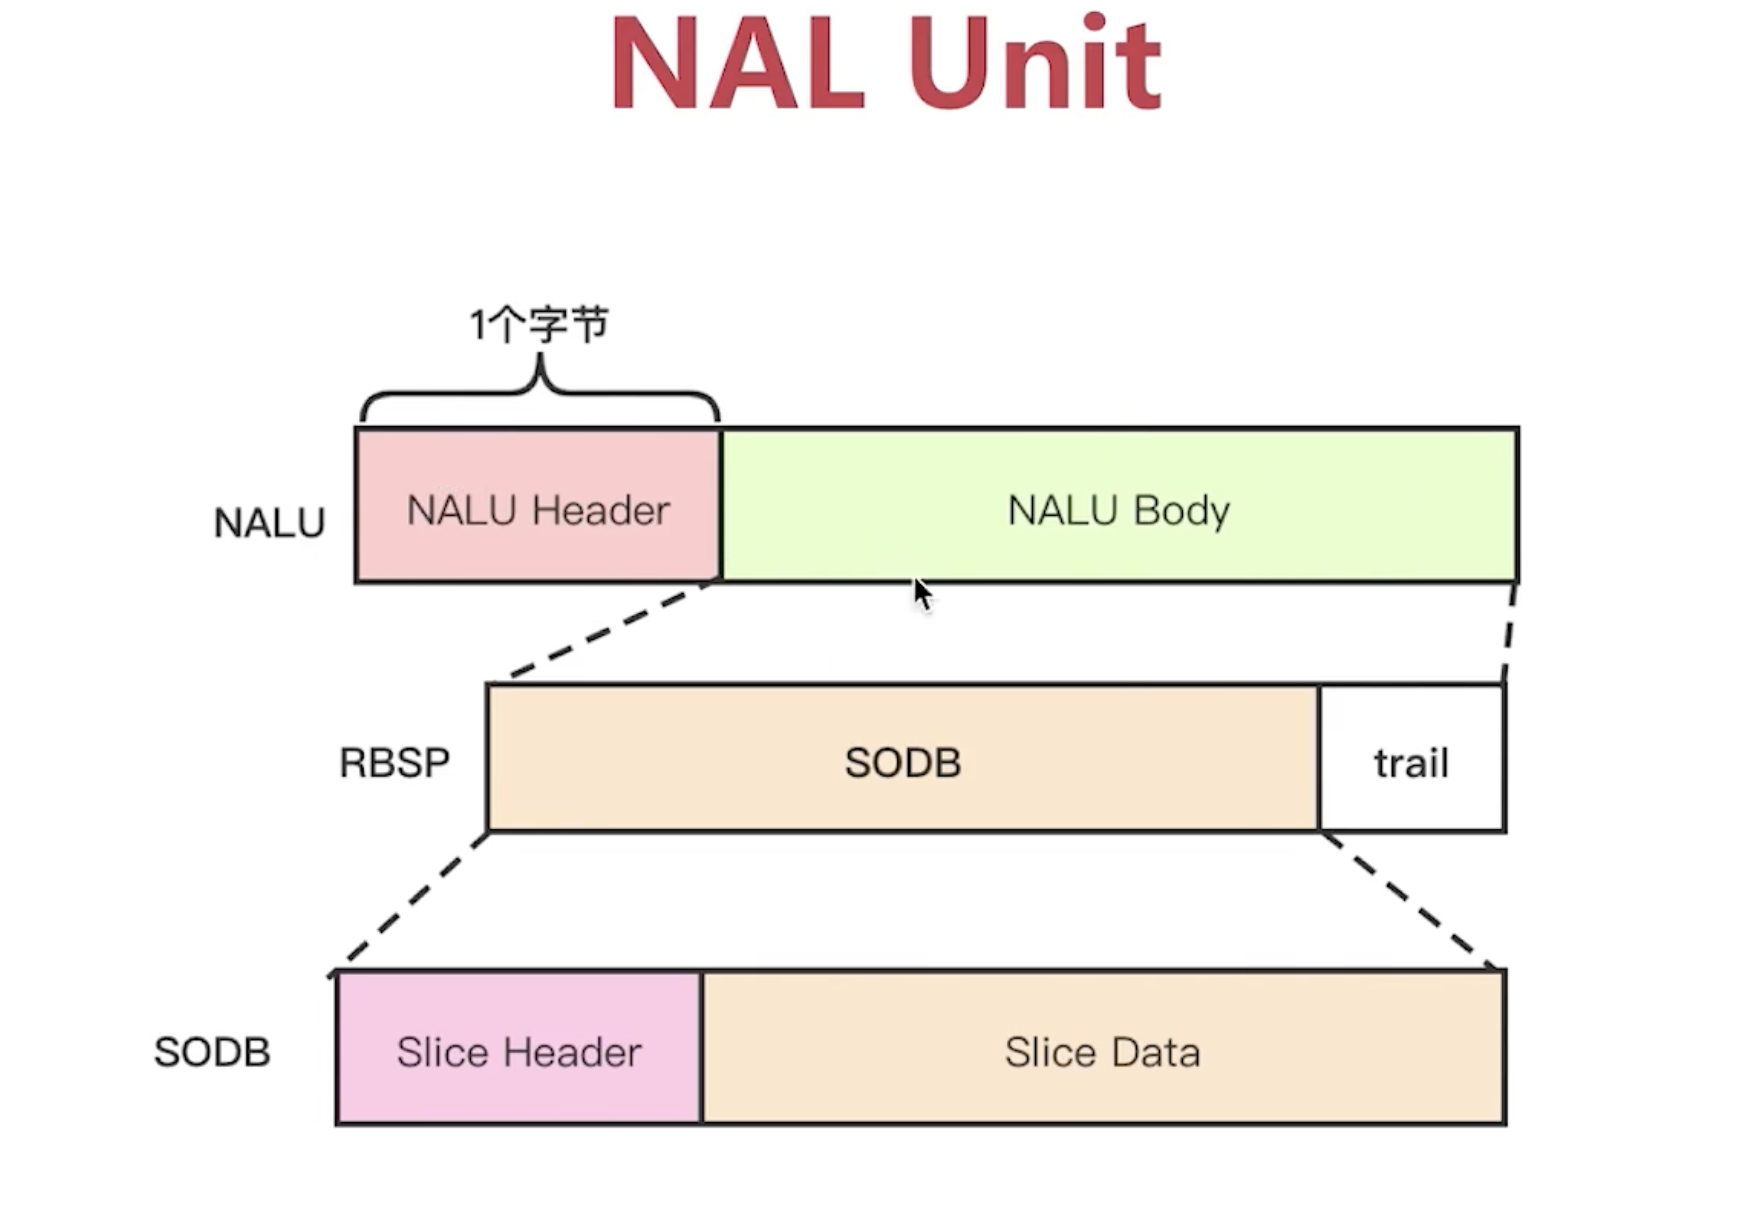 NAL Unit
1个字节
NALU
NALU Header
NALU Body
RBSP
SODB
trail
SODB
Slice Header
Slice Data